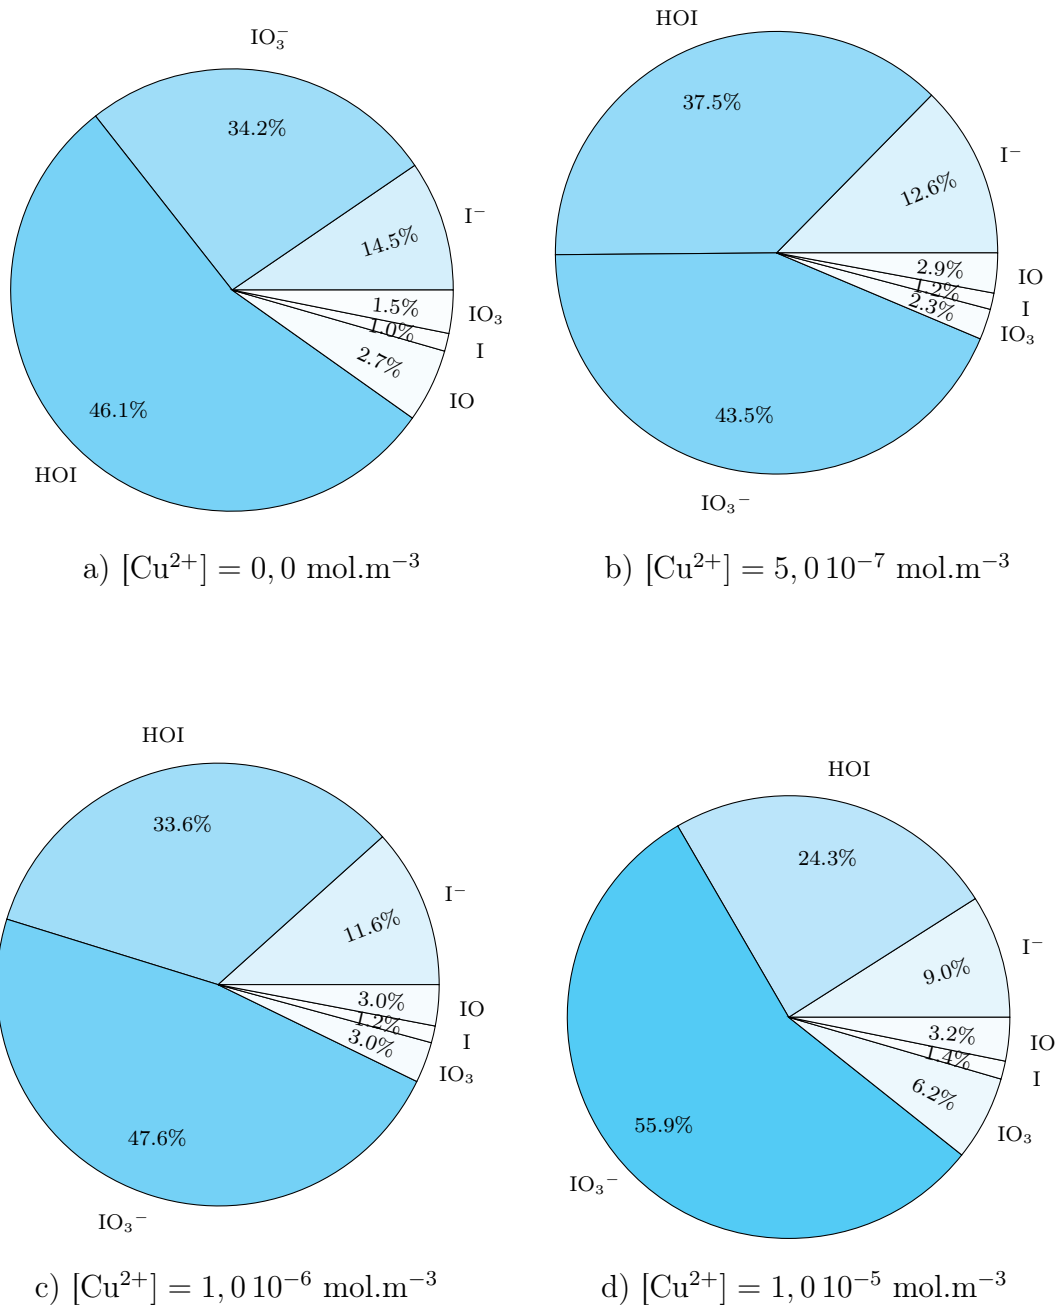 IO₃⁻
34.2%
I⁻
14.5%
1.5%
IO₃
1.0%
I
2.7%
IO
46.1%
HOI
a) [Cu²⁺] = 0,0 mol.m⁻³
HOI
37.5%
I⁻
12.6%
2.9%
IO
1.2%
I
2.3%
IO₃
43.5%
IO₃⁻
b) [Cu²⁺] = 5,0 10⁻⁷ mol.m⁻³
HOI
33.6%
I⁻
11.6%
3.0%
IO
1.2%
I
3.0%
IO₃
47.6%
IO₃⁻
c) [Cu²⁺] = 1,0 10⁻⁶ mol.m⁻³
HOI
24.3%
I⁻
9.0%
3.2%
IO
1.4%
I
6.2%
IO₃
55.9%
IO₃⁻
d) [Cu²⁺] = 1,0 10⁻⁵ mol.m⁻³